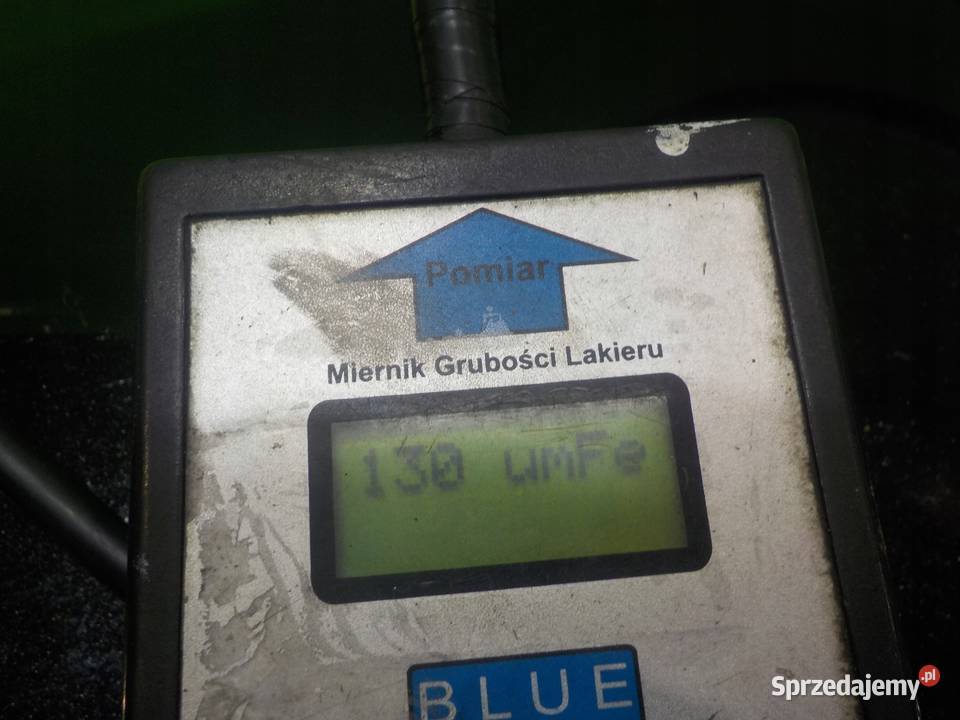 Pomiar
Miernik Grubości Lakieru
130 umFe
BLUE
Sprzedajemy.pl